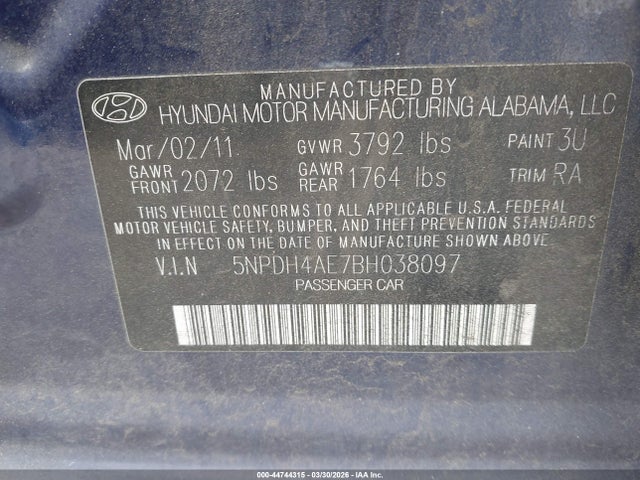 MANUFACTURED BY
HYUNDAI MOTOR MANUFACTURING ALABAMA, LLC
Mar/02/11 GVWR 3792 lbs PAINT 3U
GAWR FRONT 2072 lbs GAWR REAR 1764 lbs TRIM RA
THIS VEHICLE CONFORMS TO ALL APPLICABLE U.S.A. FEDERAL
MOTOR VEHICLE SAFETY, BUMPER, AND THEFT PREVENTION STANDARDS
IN EFFECT ON THE DATE OF MANUFACTURE SHOWN ABOVE.
V.I.N 5NPDH4AE7BH038097
PASSENGER CAR
000-44744315 - 03/30/2026 - IAA Inc.